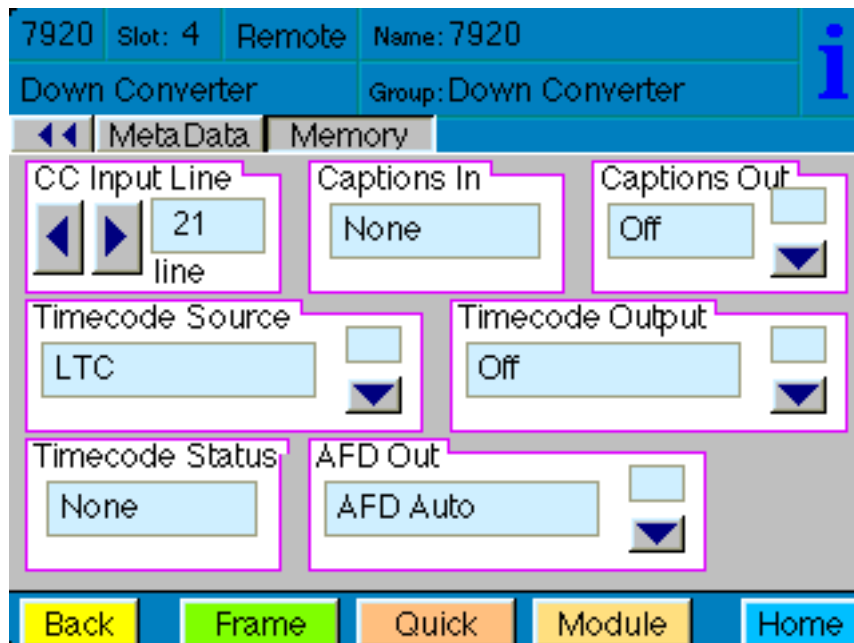 7920 Slot: 4 Remote Name: 7920
Down Converter Group: Down Converter
i
MetaData Memory
CC Input Line Captions In Captions Out
21 None Off
line
Timecode Source Timecode Output
LTC Off
Timecode Status AFD Out
None AFD Auto
Back Frame Quick Module Home